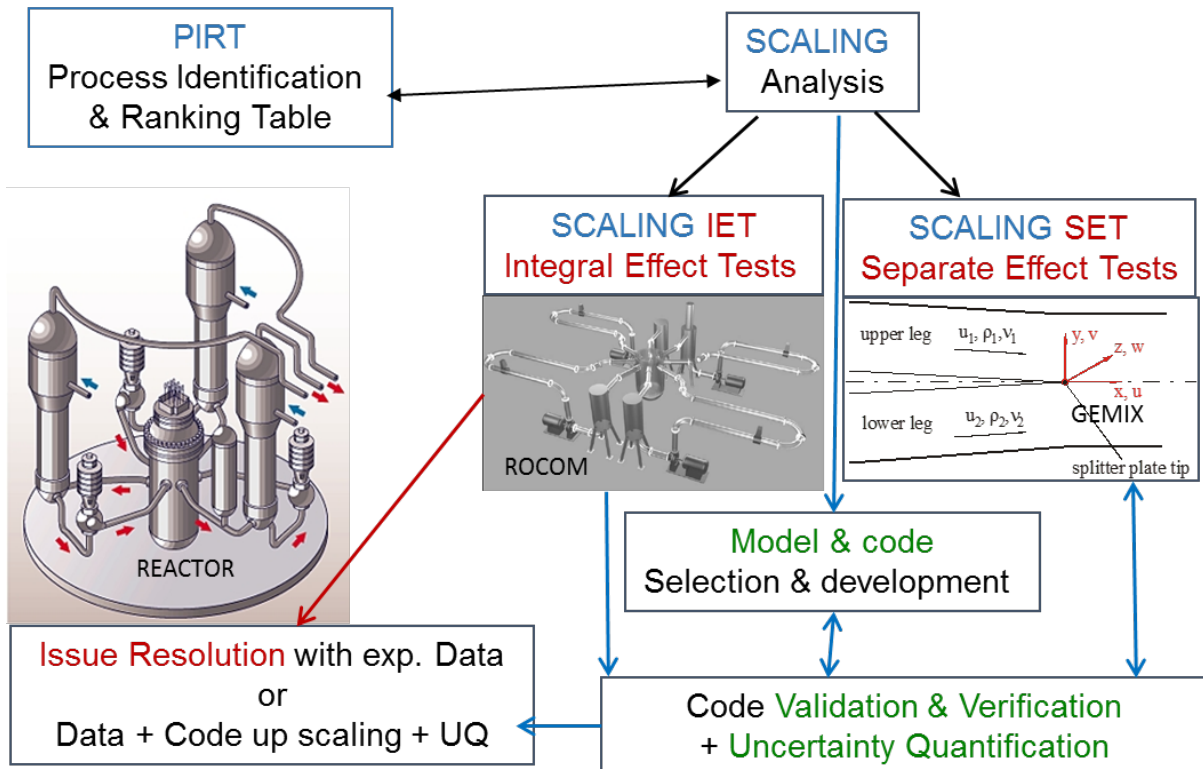 PIRT
Process Identification
& Ranking Table
SCALING
Analysis
SCALING IET
Integral Effect Tests
SCALING SET
Separate Effect Tests
REACTOR
ROCOM
upper leg
u1, ρ1,ν1
y, v
z, w
x, u
GEMIX
lower leg
u2, ρ2,ν2
splitter plate tip
Model & code
Selection & development
Issue Resolution with exp. Data
or
Data + Code up scaling + UQ
Code Validation & Verification
+ Uncertainty Quantification